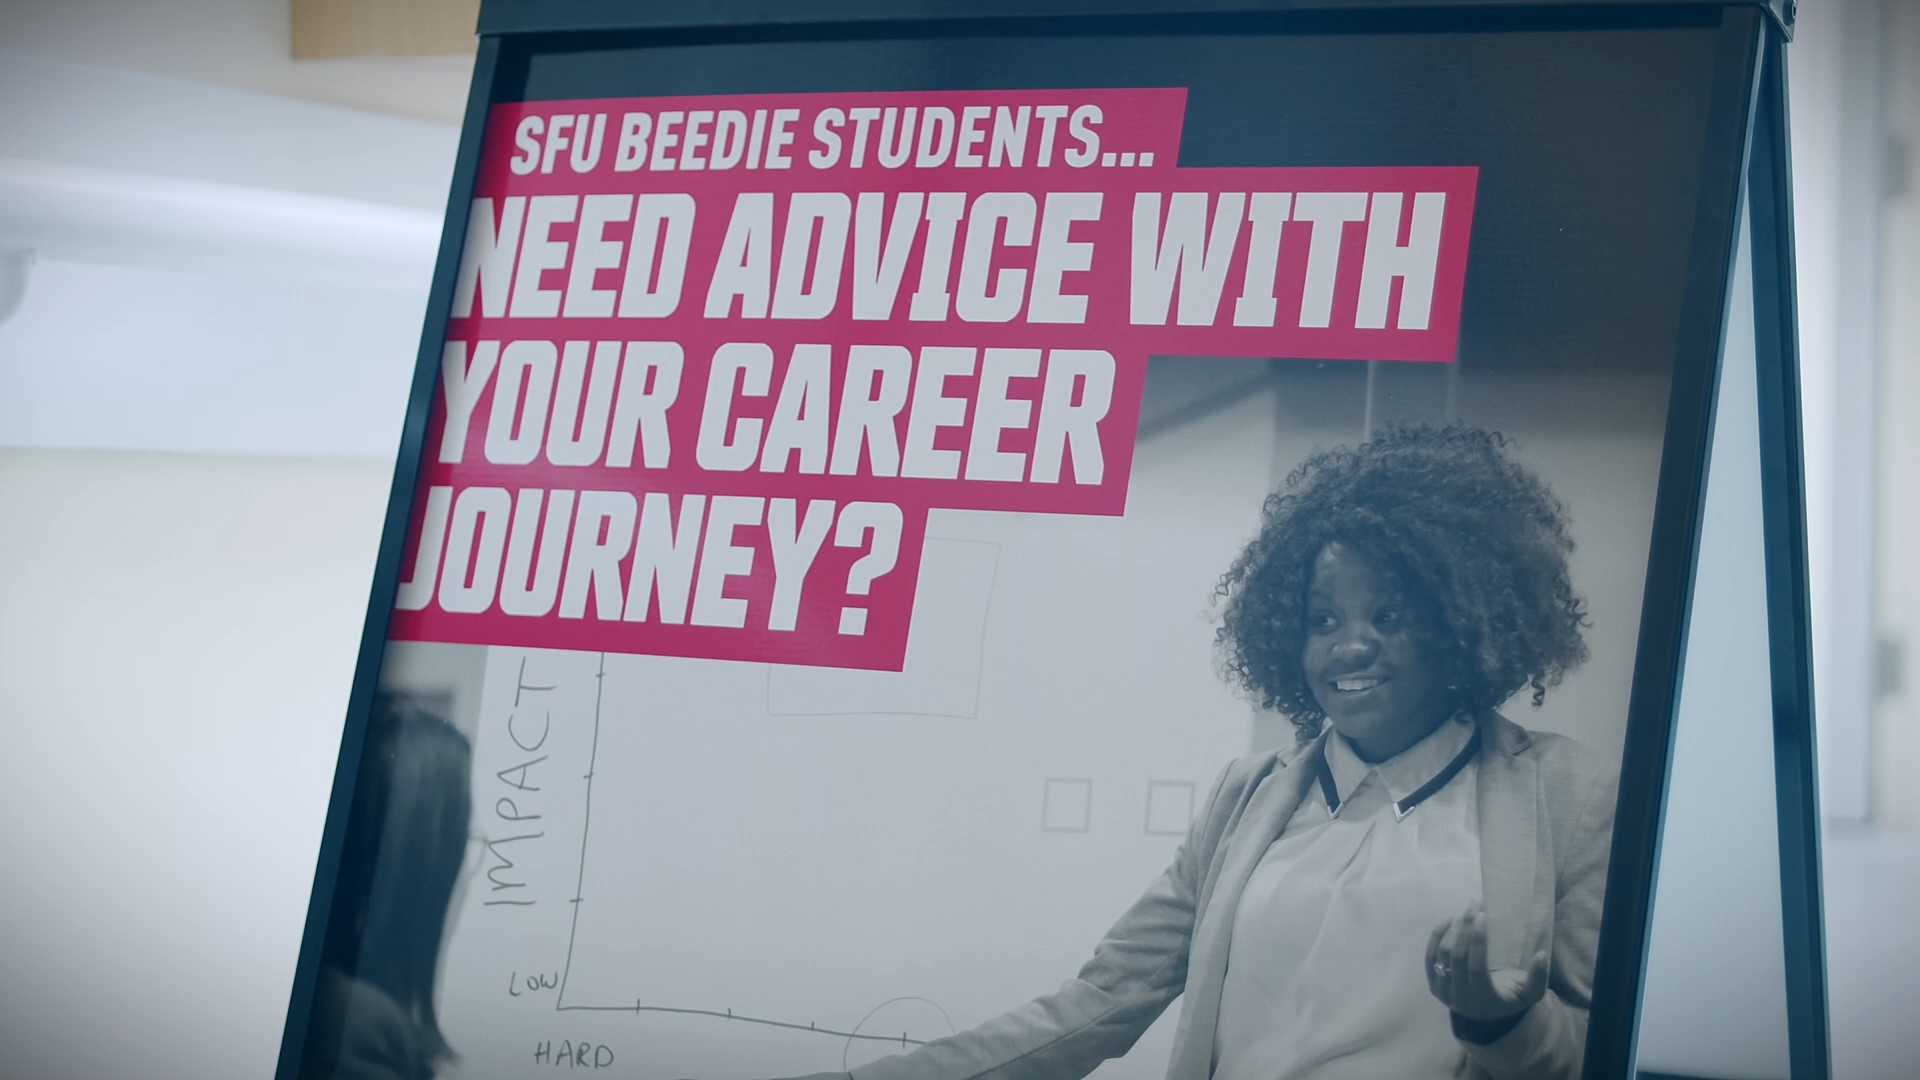 SFU BEEDIE STUDENTS...
NEED ADVICE WITH
YOUR CAREER
JOURNEY?
IMPACT
LOW
HARD